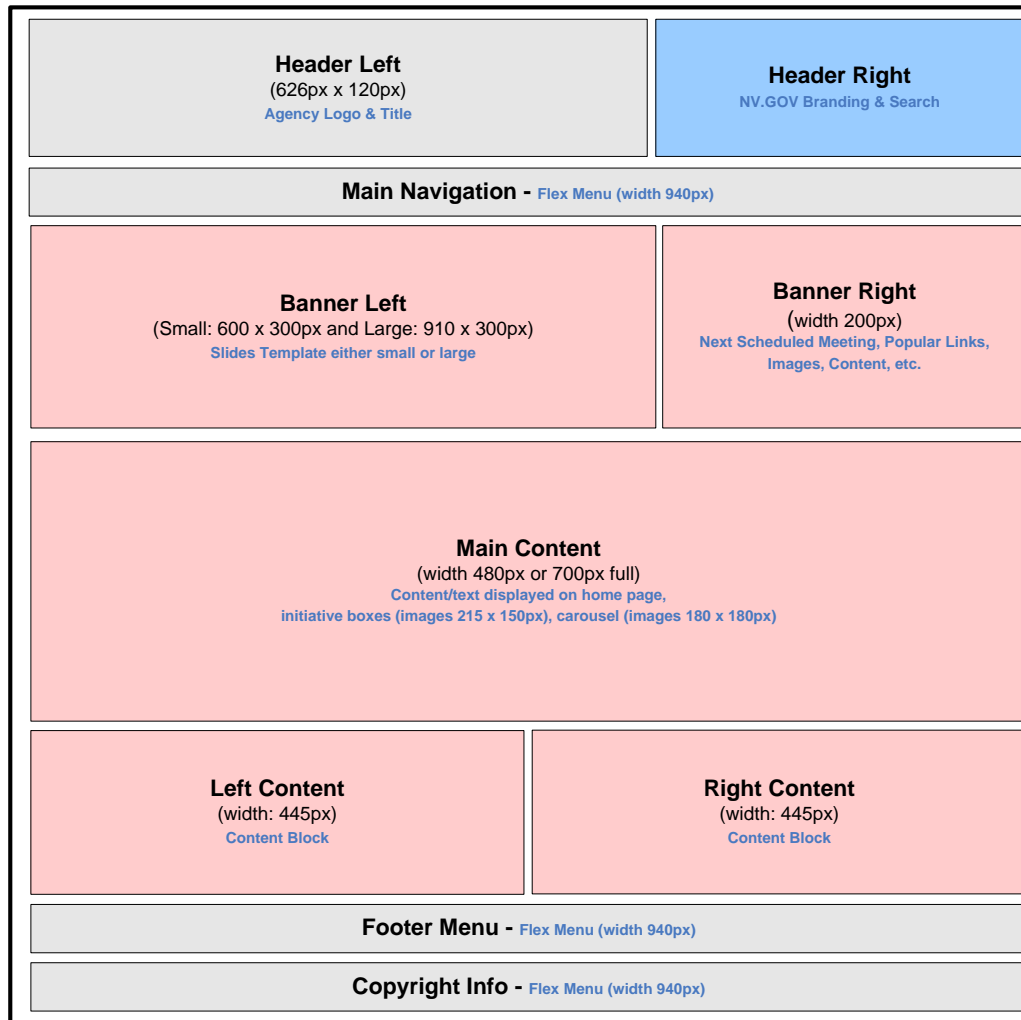 Header Left
(626px x 120px)
Agency Logo & Title
Header Right
NV.GOV Branding & Search
Main Navigation - Flex Menu (width 940px)
Banner Left
(Small: 600 x 300px and Large: 910 x 300px)
Slides Template either small or large
Banner Right
(width 200px)
Next Scheduled Meeting, Popular Links,
Images, Content, etc.
Main Content
(width 480px or 700px full)
Content/text displayed on home page,
initiative boxes (images 215 x 150px), carousel (images 180 x 180px)
Left Content
(width: 445px)
Content Block
Right Content
(width: 445px)
Content Block
Footer Menu - Flex Menu (width 940px)
Copyright Info - Flex Menu (width 940px)